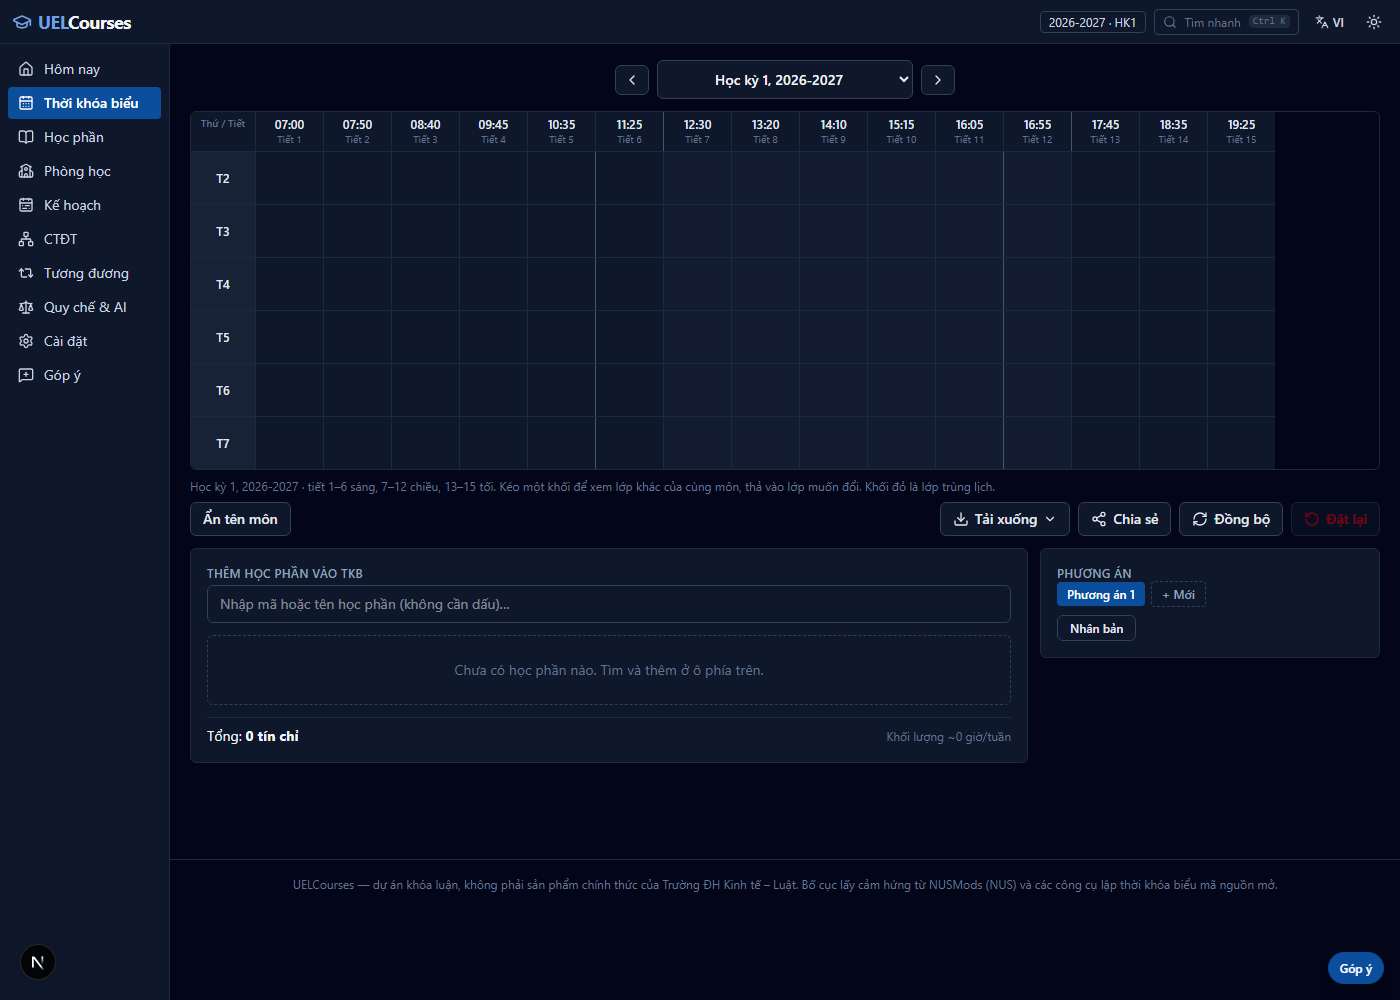 UELCourses
2026-2027 · HK1
Tìm nhanh Ctrl K
VI
Hôm nay
Thời khóa biểu
Học phần
Phòng học
Kế hoạch
CTĐT
Tương đương
Quy chế & AI
Cài đặt
Góp ý
Học kỳ 1, 2026-2027
Thứ / Tiết
07:00 07:50 08:40 09:45 10:35 11:25 12:30 13:20 14:10 15:15 16:05 16:55 17:45 18:35 19:25
Tiết 1 Tiết 2 Tiết 3 Tiết 4 Tiết 5 Tiết 6 Tiết 7 Tiết 8 Tiết 9 Tiết 10 Tiết 11 Tiết 12 Tiết 13 Tiết 14 Tiết 15
T2
T3
T4
T5
T6
T7
Học kỳ 1, 2026-2027 · tiết 1–6 sáng, 7–12 chiều, 13–15 tối. Kéo một khối để xem lớp khác của cùng môn, thả vào lớp muốn đổi. Khối đỏ là lớp trùng lịch.
Ẩn tên môn
Tải xuống
Chia sẻ
Đồng bộ
Đặt lại
THÊM HỌC PHẦN VÀO TKB
Nhập mã hoặc tên học phần (không cần dấu)...
Chưa có học phần nào. Tìm và thêm ở ô phía trên.
Tổng: 0 tín chỉ
Khối lượng ~0 giờ/tuần
PHƯƠNG ÁN
Phương án 1
+ Mới
Nhân bản
UELCourses — dự án khóa luận, không phải sản phẩm chính thức của Trường ĐH Kinh tế – Luật. Bố cục lấy cảm hứng từ NUSMods (NUS) và các công cụ lập thời khóa biểu mã nguồn mở.
N
Góp ý